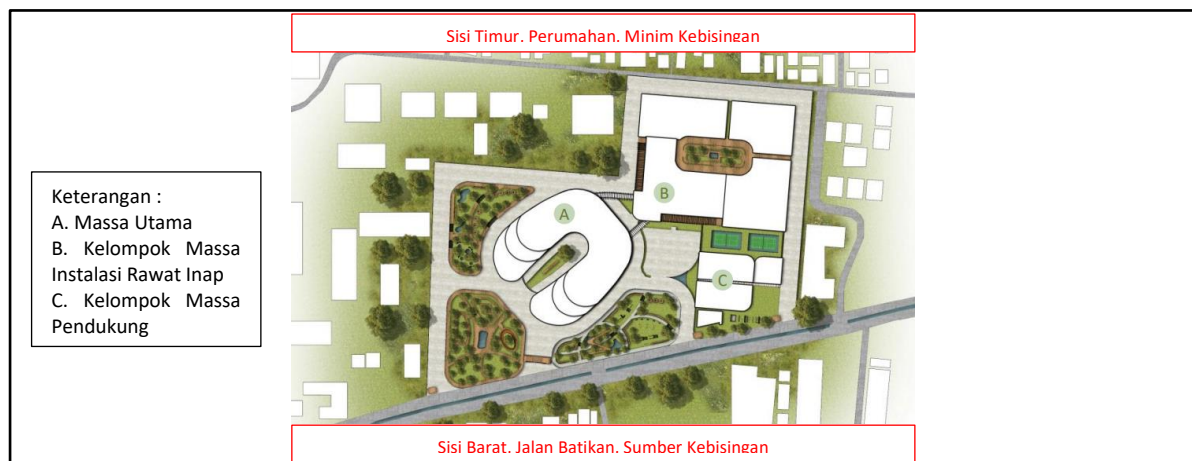 Sisi Timur. Perumahan. Minim Kebisingan
Keterangan :
A. Massa Utama
B. Kelompok Massa
Instalasi Rawat Inap
C. Kelompok Massa
Pendukung
A
B
C
Sisi Barat. Jalan Batikan. Sumber Kebisingan